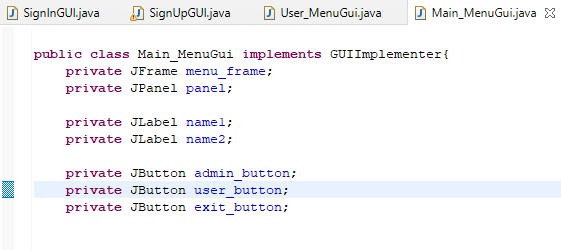 SignInGUI.java SignUpGUI.java User_MenuGui.java Main_MenuGui.java
public class Main_MenuGui implements GUIImplementer{
private JFrame menu_frame;
private JPanel panel;
private JLabel name1;
private JLabel name2;
private JButton admin_button;
private JButton user_button;
private JButton exit_button;